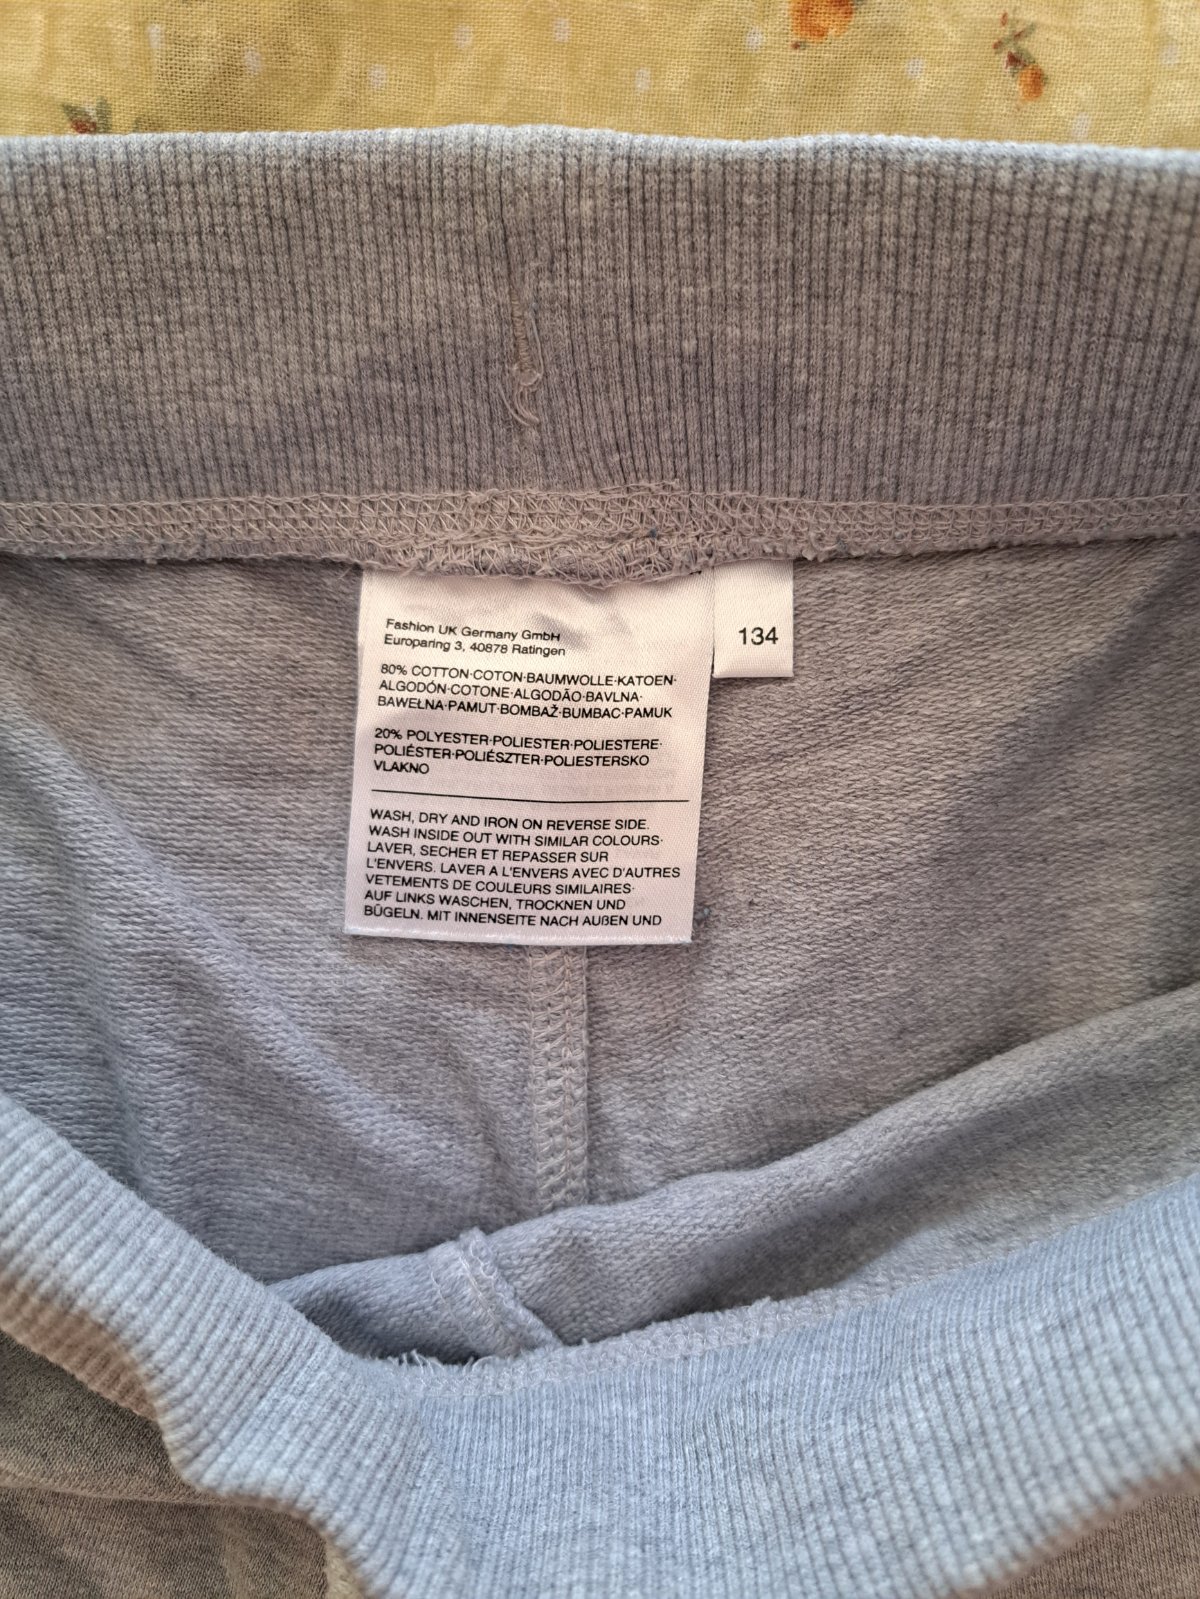 Fashion UK Germany GmbH
Europaring 3, 40878 Ratingen
80% COTTON·COTON·BAUMWOLLE·KATOEN·
ALGODÓN·COTONE·ALGODÃO·BAVLNA·
BAWEŁNA·PAMUT·BOMBAŽ·BUMBAC·PAMUK
20% POLYESTER·POLIESTER·POLIESTERE·
POLIÉSTER·POLIÉSZTER·POLIESTERSKO
VLAKNO
WASH, DRY AND IRON ON REVERSE SIDE.
WASH INSIDE OUT WITH SIMILAR COLOURS·
LAVER, SECHER ET REPASSER SUR
L'ENVERS. LAVER A L'ENVERS AVEC D'AUTRES
VETEMENTS DE COULEURS SIMILAIRES·
AUF LINKS WASCHEN, TROCKNEN UND
BÜGELN. MIT INNENSEITE NACH AUßEN UND
134